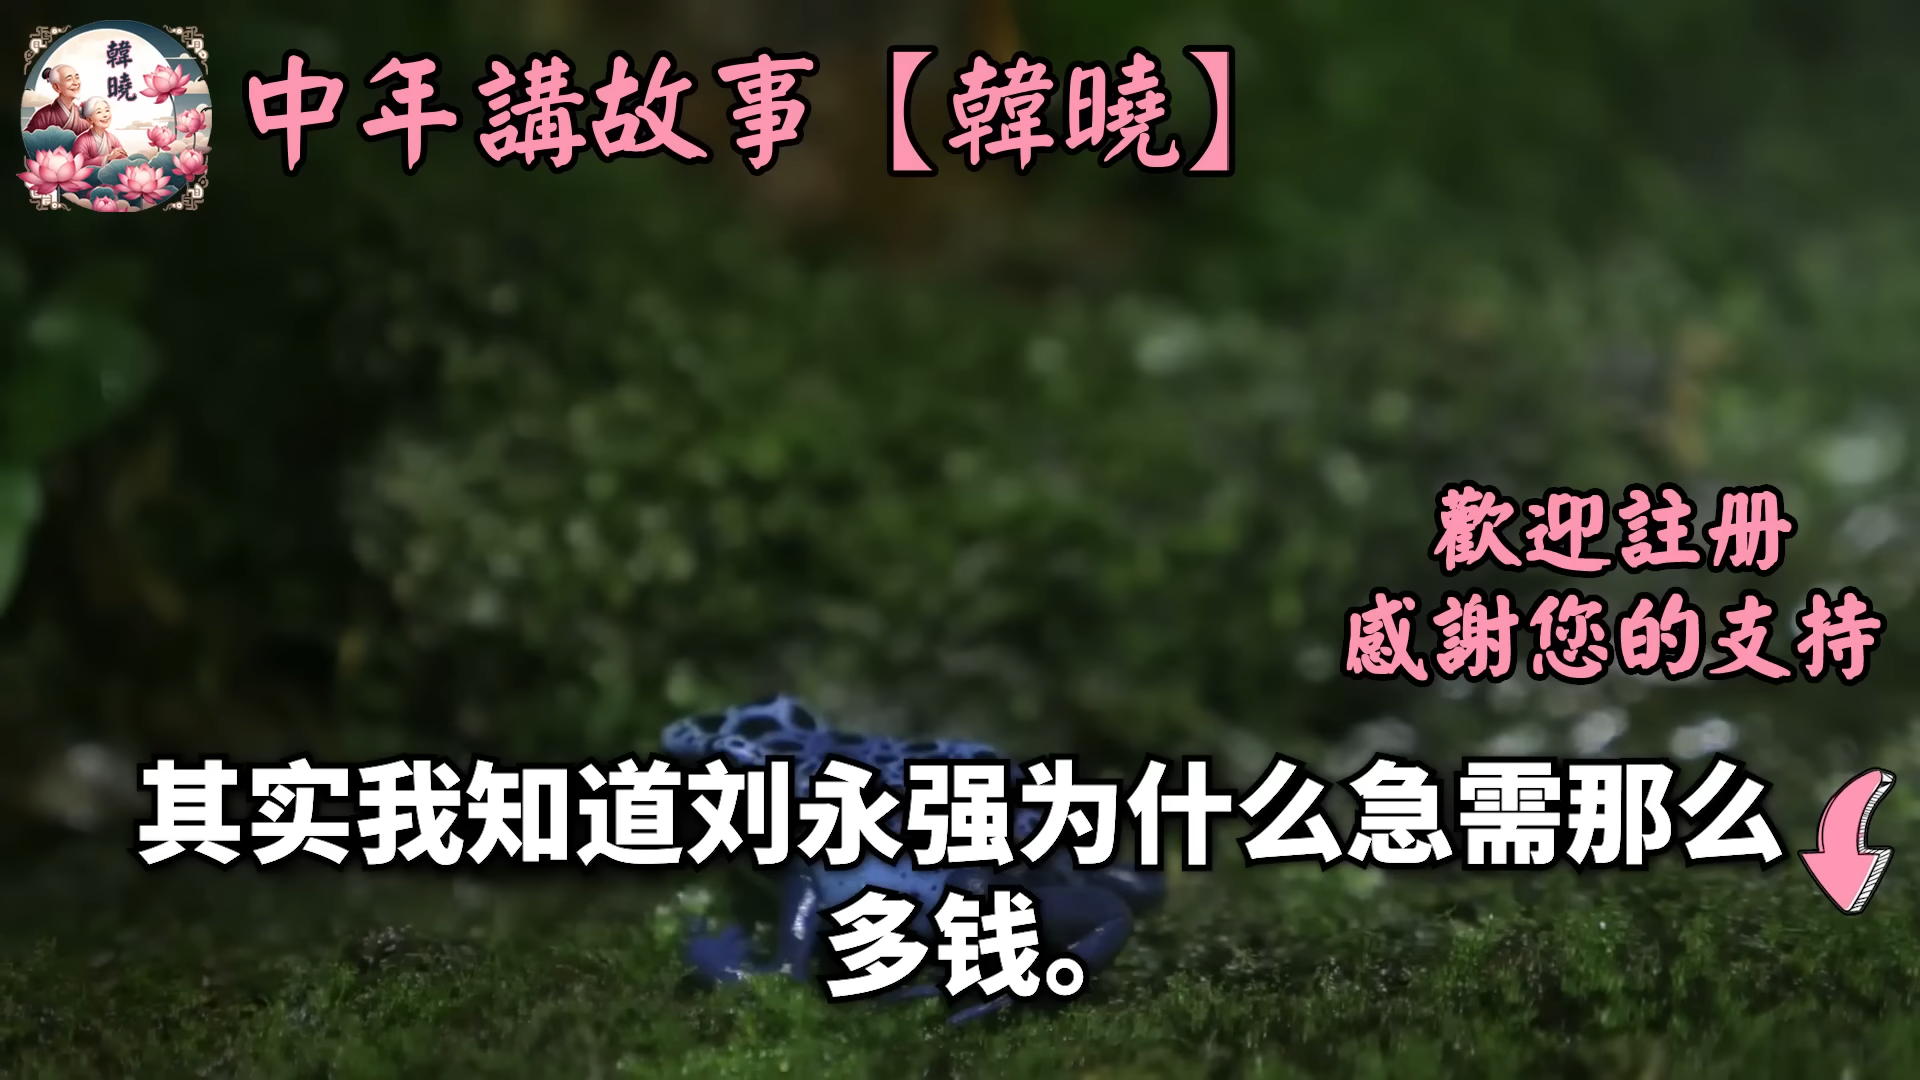 韓
曉
中年講故事【韓曉】
歡迎註册
感謝您的支持
其实我知道刘永强为什么急需那么
多钱。